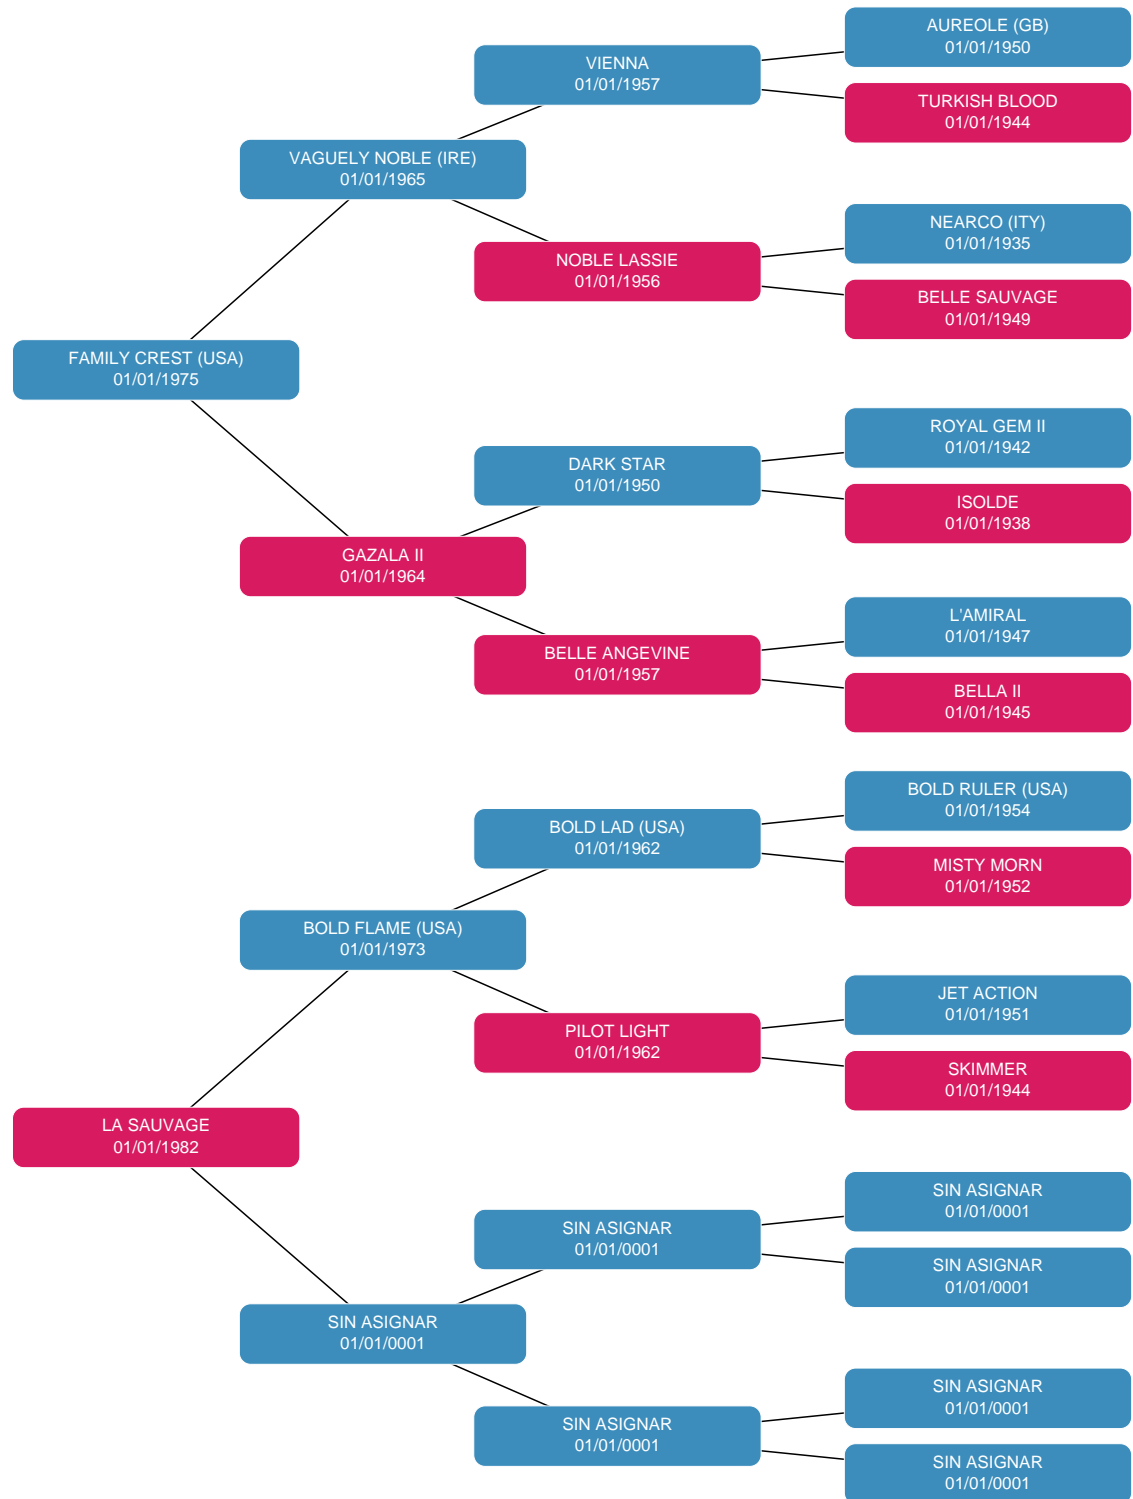 AUREOLE (GB)
01/01/1950
VIENNA
01/01/1957
TURKISH BLOOD
01/01/1944
VAGUELY NOBLE (IRE)
01/01/1965
NEARCO (ITY)
01/01/1935
NOBLE LASSIE
01/01/1956
BELLE SAUVAGE
01/01/1949
FAMILY CREST (USA)
01/01/1975
ROYAL GEM II
01/01/1942
DARK STAR
01/01/1950
ISOLDE
01/01/1938
GAZALA II
01/01/1964
L'AMIRAL
01/01/1947
BELLE ANGEVINE
01/01/1957
BELLA II
01/01/1945
BOLD RULER (USA)
01/01/1954
BOLD LAD (USA)
01/01/1962
MISTY MORN
01/01/1952
BOLD FLAME (USA)
01/01/1973
JET ACTION
01/01/1951
PILOT LIGHT
01/01/1962
SKIMMER
01/01/1944
LA SAUVAGE
01/01/1982
SIN ASIGNAR
01/01/0001
SIN ASIGNAR
01/01/0001
SIN ASIGNAR
01/01/0001
SIN ASIGNAR
01/01/0001
SIN ASIGNAR
01/01/0001
SIN ASIGNAR
01/01/0001
SIN ASIGNAR
01/01/0001